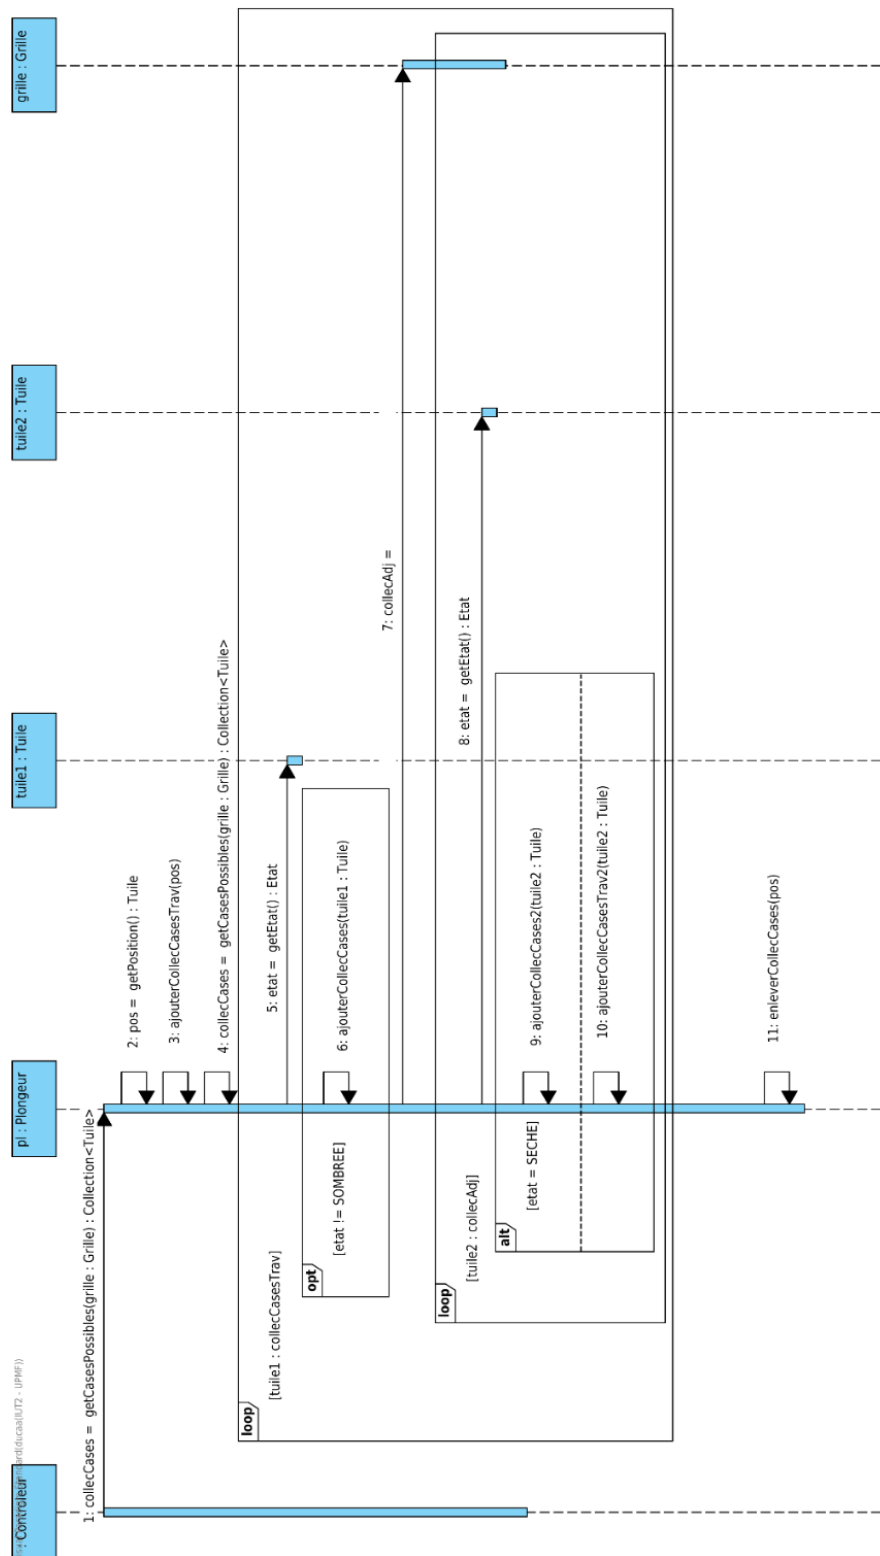 : Controleur
pl : Plongeur
tuile1 : Tuile
tuile2 : Tuile
grille : Grille
1: collecCases = getCasesPossibles(grille : Grille) : Collection<Tuile>
2: pos = getPosition() : Tuile
3: ajouterCollecCasesTrav(pos)
4: collecCases = getCasesPossibles(grille : Grille) : Collection<Tuile>
loop
[tuile1 : collecCasesTrav]
5: etat = getEtat() : Etat
opt
[etat != SOMBREE]
6: ajouterCollecCases(tuile1 : Tuile)
7: collecAdj =
loop
[tuile2 : collecAdj]
8: etat = getEtat() : Etat
alt
[etat = SECHE]
9: ajouterCollecCases2(tuile2 : Tuile)
10: ajouterCollecCasesTrav2(tuile2 : Tuile)
11: enleverCollecCases(pos)